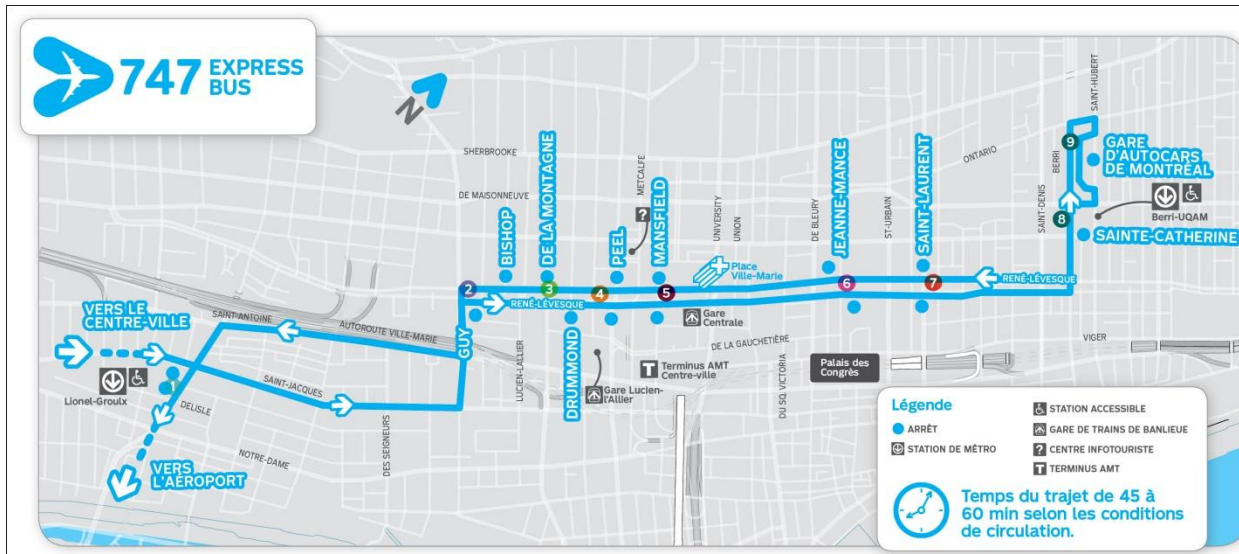 747 EXPRESS
BUS
N
SHERBROOKE
DE MAISONNEUVE
BISHOP
DE LA MONTAGNE
PEEL
METCALFE
MANSFIELD
UNIVERSITY
UNION
Place
Ville-Marie
DE BLEURY
JEANNE-MANCE
ST-URBAIN
SAINT-LAURENT
ONTARIO
SAINT-DENIS
BERRI
SAINT-HUBERT
9
GARE
D'AUTOCARS
DE MONTRÉAL
Berri-UQAM
8
SAINTE-CATHERINE
2
3
4
5
6
7
RENÉ-LÉVESQUE
RENÉ-LÉVESQUE
VERS LE
CENTRE-VILLE
SAINT-ANTOINE
AUTOROUTE VILLE-MARIE
GUY
LUCIEN-LALLIER
DRUMMOND
Gare
Centrale
DE LA GAUCHETIÈRE
VIGER
Lionel-Groulx
1
SAINT-JACQUES
DELISLE
DES SEIGNEURS
NOTRE-DAME
Gare Lucien-
l'Allier
T Terminus AMT
Centre-ville
DU SQ. VICTORIA
Palais des
Congrès
VERS
L'AÉROPORT
Légende
ARRÊT
STATION DE MÉTRO
STATION ACCESSIBLE
GARE DE TRAINS DE BANLIEUE
? CENTRE INFOTOURISTE
T TERMINUS AMT
Temps du trajet de 45 à
60 min selon les conditions
de circulation.